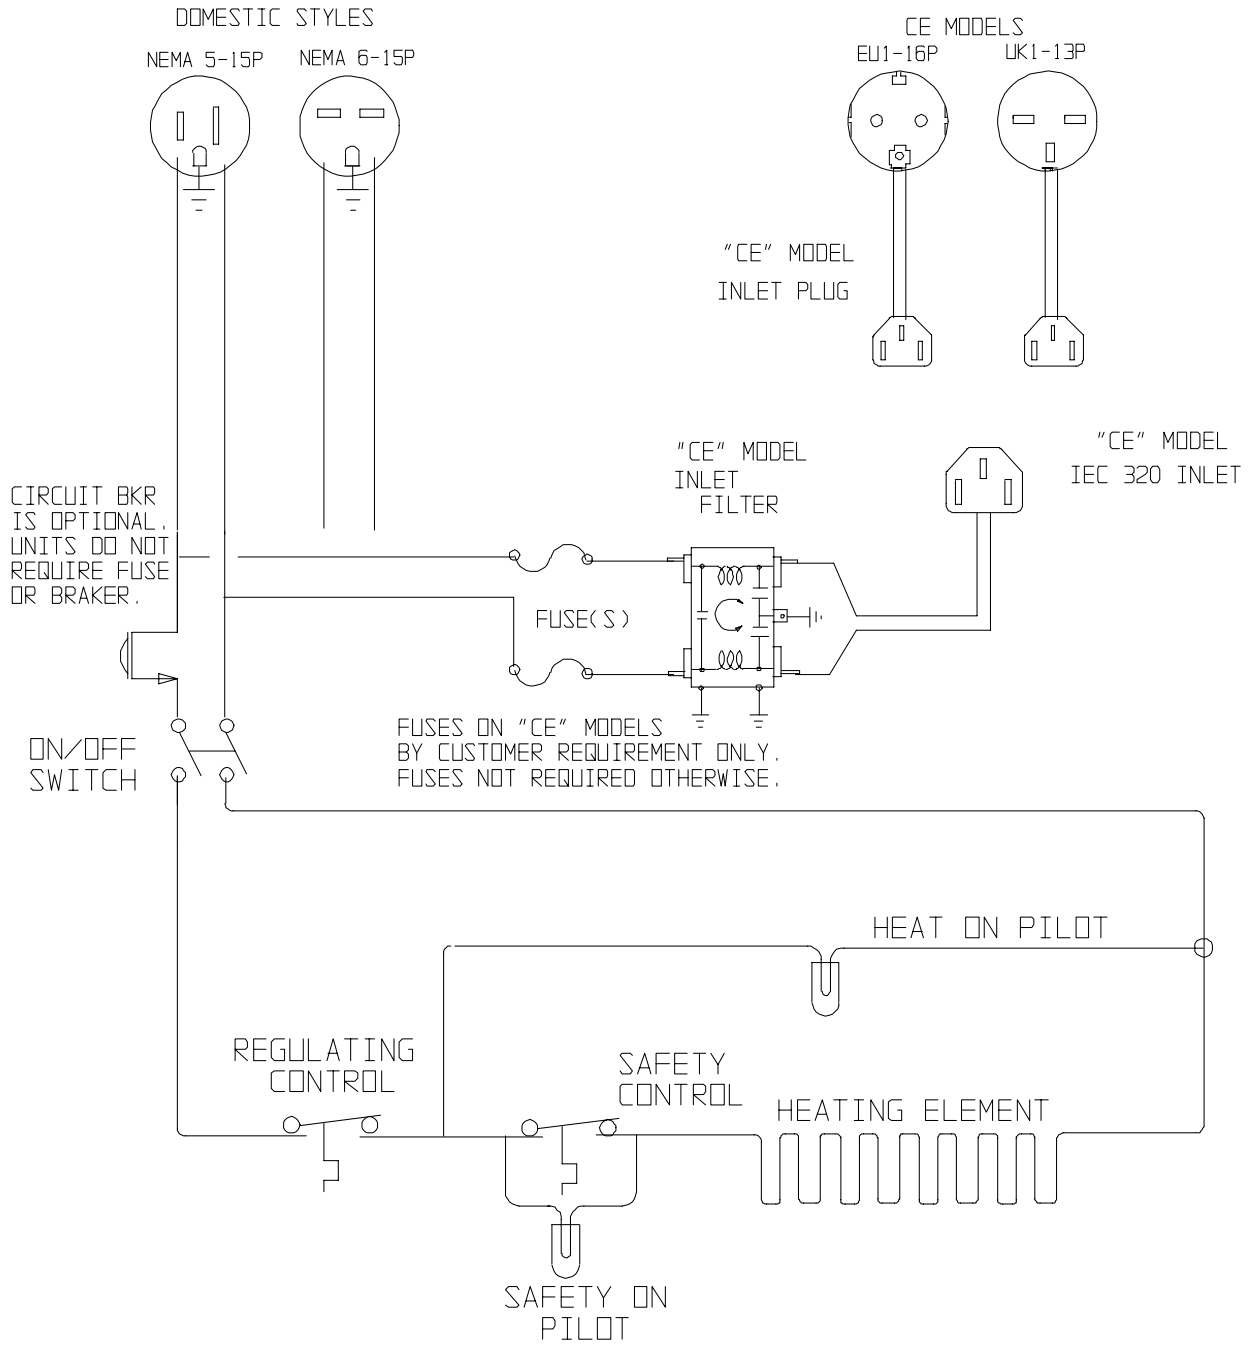 DOMESTIC STYLES
NEMA 5-15P
NEMA 6-15P
CE MODELS
EU1-16P
UK1-13P
"CE" MODEL
INLET PLUG
"CE" MODEL
INLET
FILTER
"CE" MODEL
IEC 320 INLET
CIRCUIT BKR
IS OPTIONAL.
UNITS DO NOT
REQUIRE FUSE
OR BRAKER.
FUSE(S)
ON/OFF
SWITCH
FUSES ON "CE" MODELS
BY CUSTOMER REQUIREMENT ONLY.
FUSES NOT REQUIRED OTHERWISE.
HEAT ON PILOT
REGULATING
CONTROL
SAFETY
CONTROL
HEATING ELEMENT
SAFETY ON
PILOT